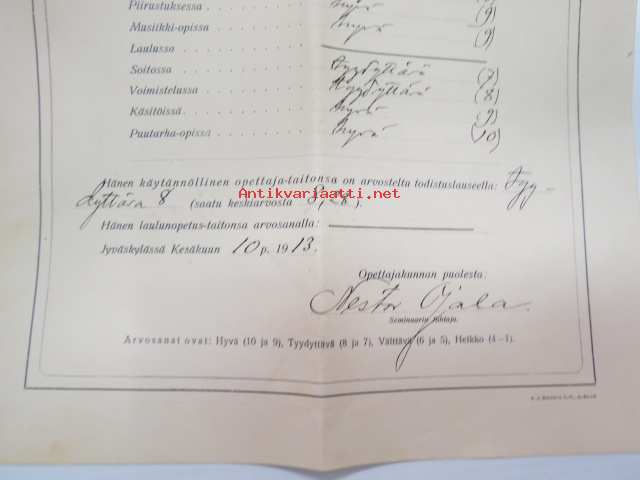 Piirustuksessa . . . . . . . hyvä (9)
Musiikki-opissa . . . . . . hyvä (9)
Laulussa . . . . . . .
Soitossa . . . . . . . Tyydyttävä (7)
Voimistelussa . . . . . . Tyydyttävä (8)
Käsitöissä . . . . . . . hyvä (9)
Puutarha-opissa . . . . . . hyvä (10)
Hänen käytännöllinen opettaja-taitonsa on arvosteltu todistuslauseella: Tyy-
dyttävä 8 (saatu keskiarvosta 8,28).
Antikvariaatti.net
Hänen laulunopetus-taitonsa arvosanalla:
Jyväskylässä Kesäkuun 10 p. 1913.
Opettajakunnan puolesta:
Nestor Ojala.
Seminaarin johtaja.
Arvosanat ovat: Hyvä (10 ja 9), Tyydyttävä (8 ja 7), Välttävä (6 ja 5), Heikko (4–1).